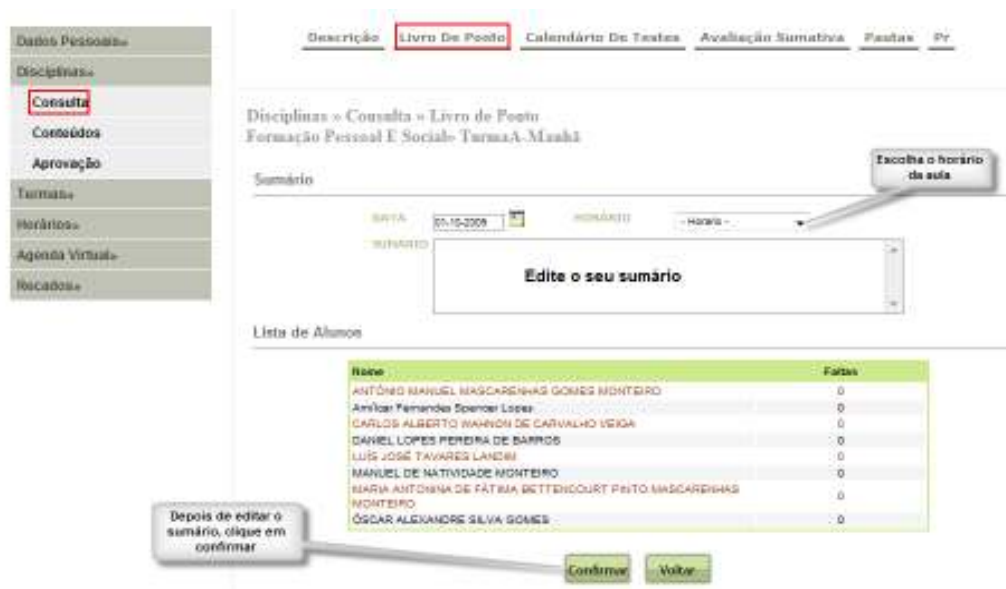 Descrição Livro De Ponto Calendário De Testes Avaliação Sumativa Pautas Pr
Dados Pessoais»
Disciplinas»
Consulta
Conteúdos
Aprovação
Turmas»
Horários»
Agenda Virtual»
Recados»
Disciplinas » Consulta » Livro de Ponto
Formação Pessoal E Social» TurmaA-Manhã
Escolha o horário
da aula
Sumário
DATA 01-10-2009 HORÁRIO - Horario -
SUMÁRIO
Edite o seu sumário
Lista de Alunos
Nome Faltas
ANTÓNIO MANUEL MASCARENHAS GOMES MONTEIRO 0
Amílcar Fernandes Spencer Lopes 0
CARLOS ALBERTO WAHNON DE CARVALHO VEIGA 0
DANIEL LOPES PEREIRA DE BARROS 0
LUÍS JOSÉ TAVARES LANDIM 0
MANUEL DE NATIVIDADE MONTEIRO 0
MARIA ANTONINA DE FÁTIMA BETTENCOURT PINTO MASCARENHAS
MONTEIRO 0
ÓSCAR ALEXANDRE SILVA GOMES 0
Depois de editar o
sumário, clique em
confirmar
Confirmar Voltar